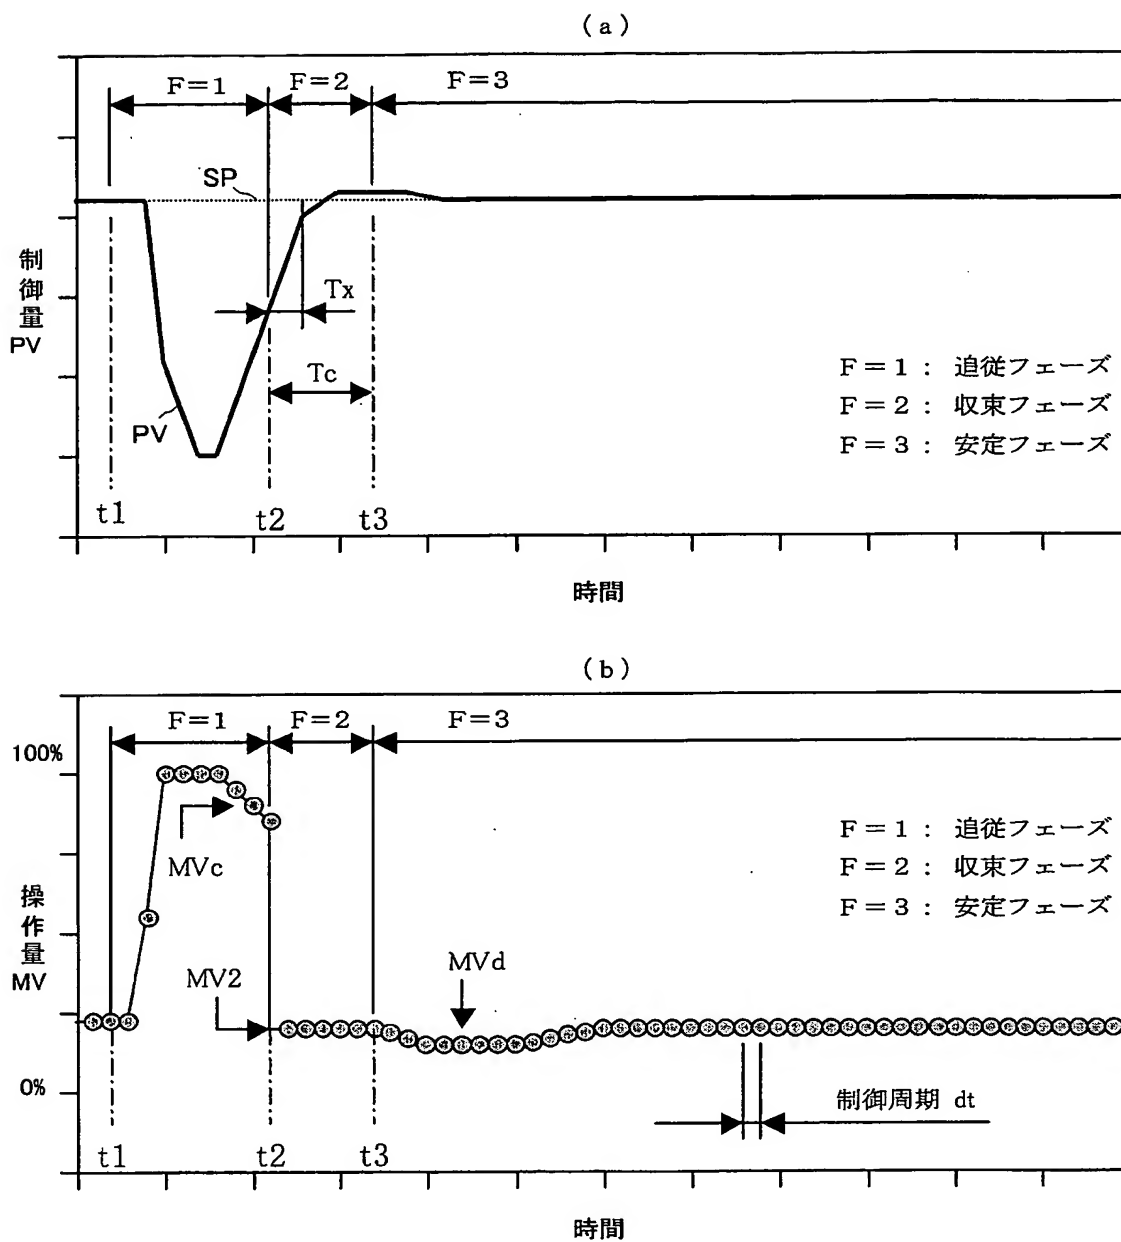 (a)
F=1
F=2
F=3
SP
制御量
PV
Tx
Tc
PV
F=1: 追従フェーズ
F=2: 収束フェーズ
F=3: 安定フェーズ
t1
t2
t3
時間
(b)
F=1
F=2
F=3
100%
MVc
F=1: 追従フェーズ
F=2: 収束フェーズ
F=3: 安定フェーズ
操作量
MV
MV2
MVd
0%
制御周期 dt
t1
t2
t3
時間